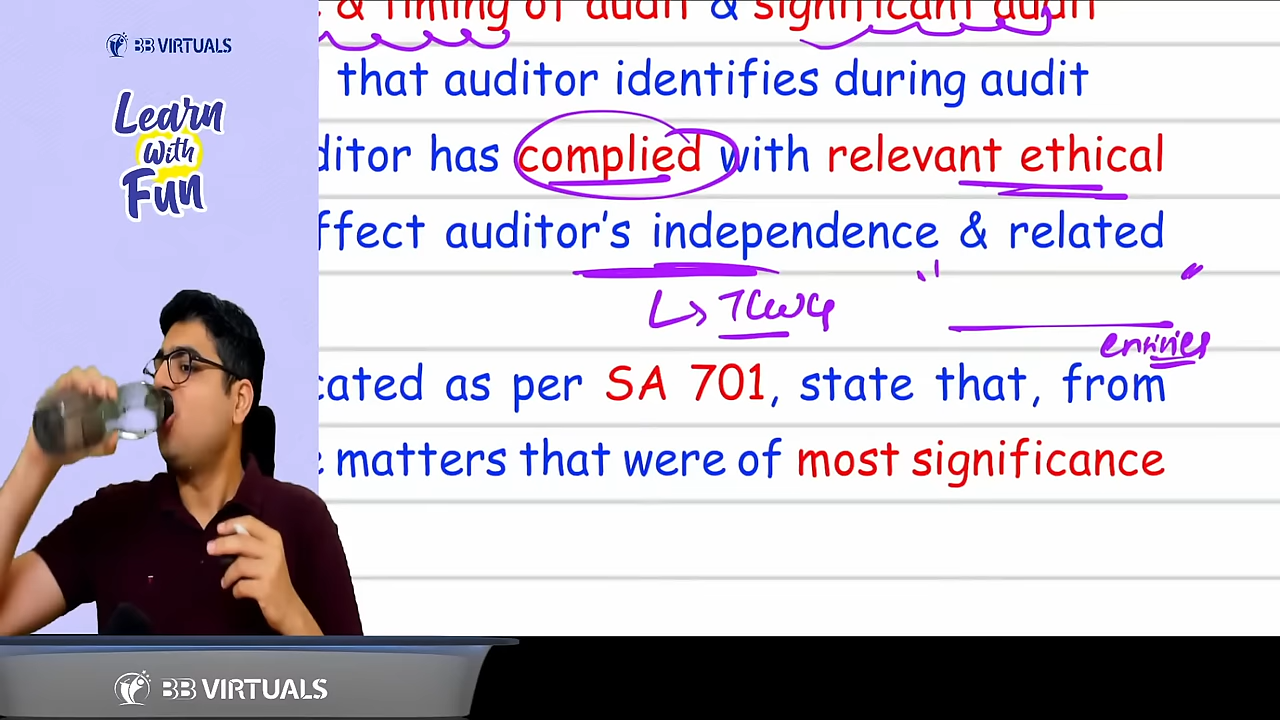 & timing of audit & significant audit
BB VIRTUALS
Learn
with
Fun
that auditor identifies during audit
ditor has complied with relevant ethical
ffect auditor's independence & related
↳ TCWG
entries
cated as per SA 701, state that, from
matters that were of most significance
BB VIRTUALS